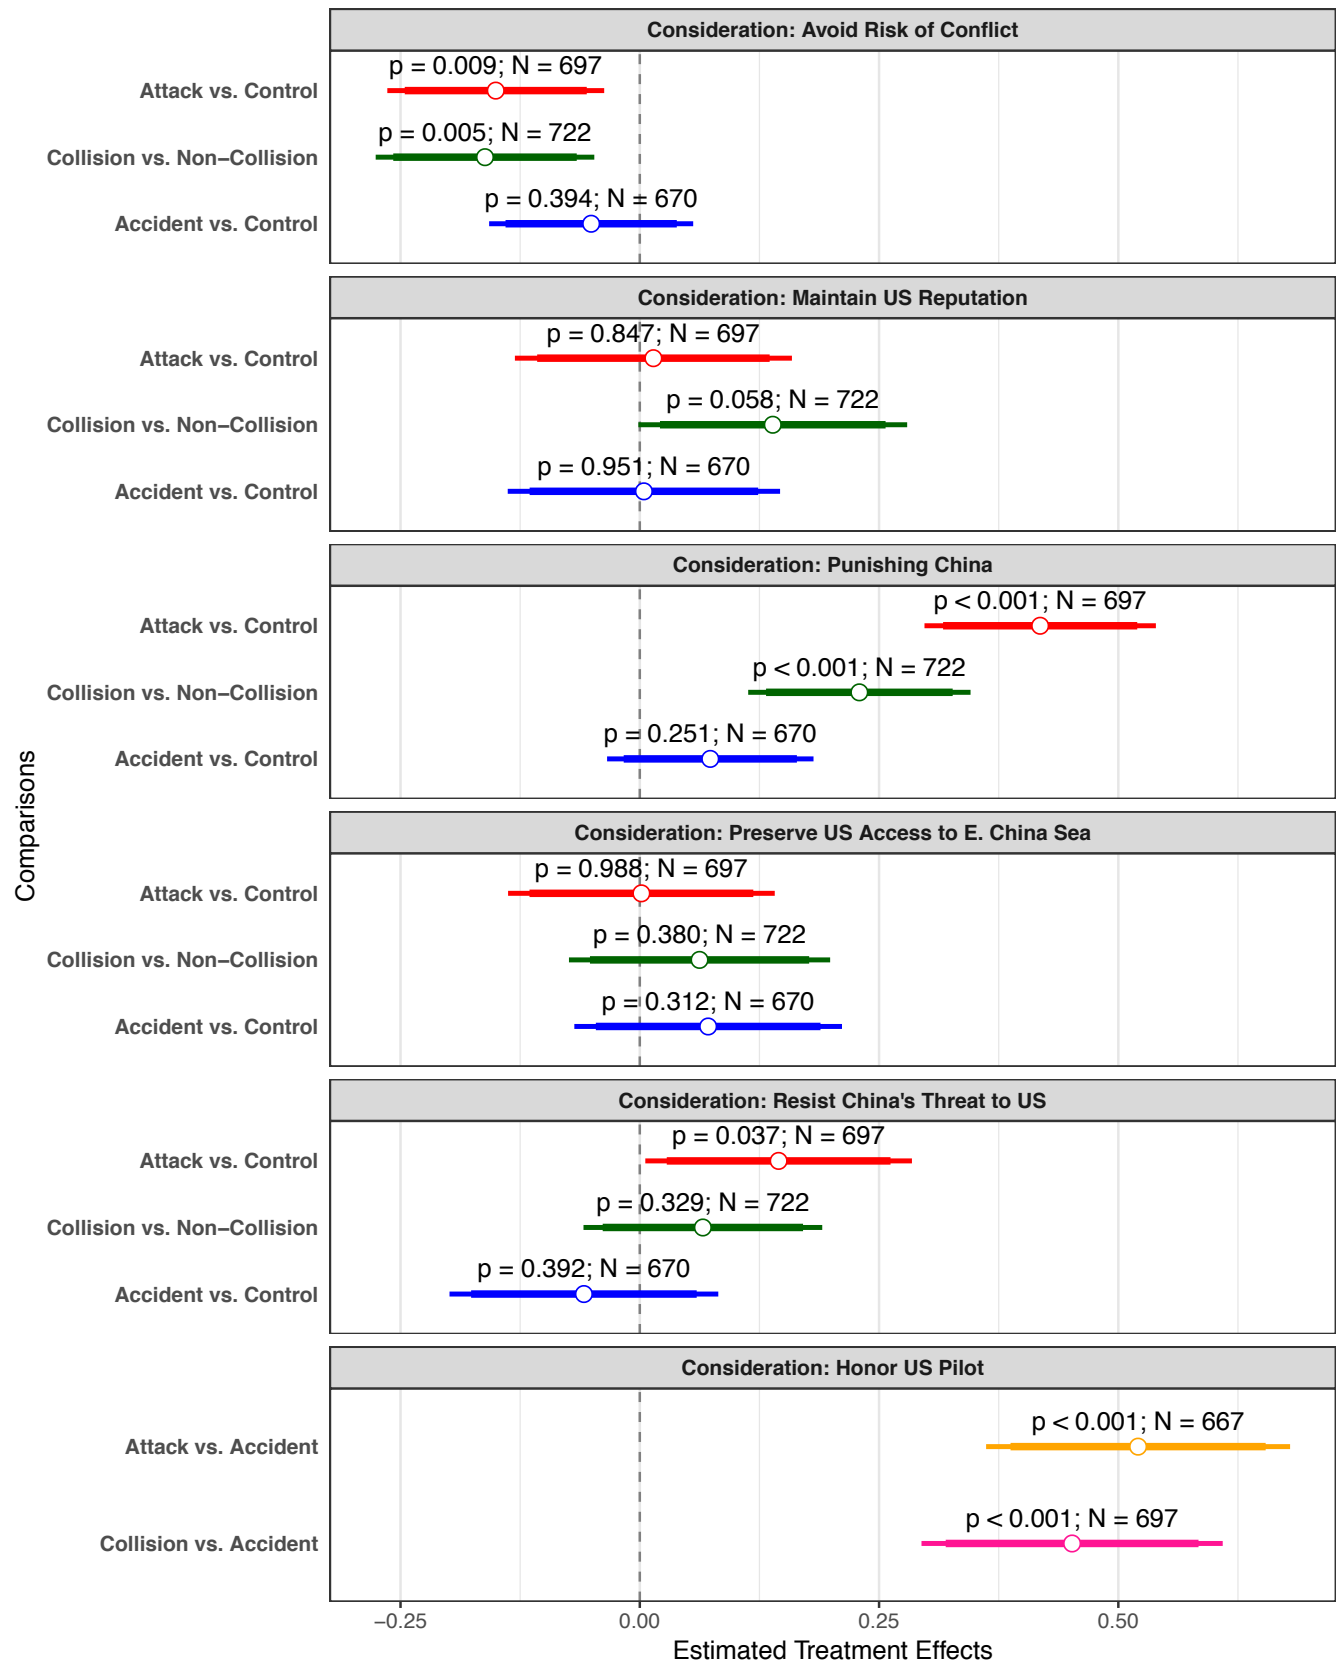 Consideration: Avoid Risk of Conflict
p = 0.009; N = 697
Attack vs. Control
p = 0.005; N = 722
Collision vs. Non−Collision
p = 0.394; N = 670
Accident vs. Control
Consideration: Maintain US Reputation
p = 0.847; N = 697
Attack vs. Control
p = 0.058; N = 722
Collision vs. Non−Collision
p = 0.951; N = 670
Accident vs. Control
Consideration: Punishing China
p < 0.001; N = 697
Attack vs. Control
p < 0.001; N = 722
Collision vs. Non−Collision
p = 0.251; N = 670
Accident vs. Control
Comparisons
Consideration: Preserve US Access to E. China Sea
p = 0.988; N = 697
Attack vs. Control
p = 0.380; N = 722
Collision vs. Non−Collision
p = 0.312; N = 670
Accident vs. Control
Consideration: Resist China's Threat to US
p = 0.037; N = 697
Attack vs. Control
p = 0.329; N = 722
Collision vs. Non−Collision
p = 0.392; N = 670
Accident vs. Control
Consideration: Honor US Pilot
p < 0.001; N = 667
Attack vs. Accident
p < 0.001; N = 697
Collision vs. Accident
−0.25 0.00 0.25 0.50
Estimated Treatment Effects